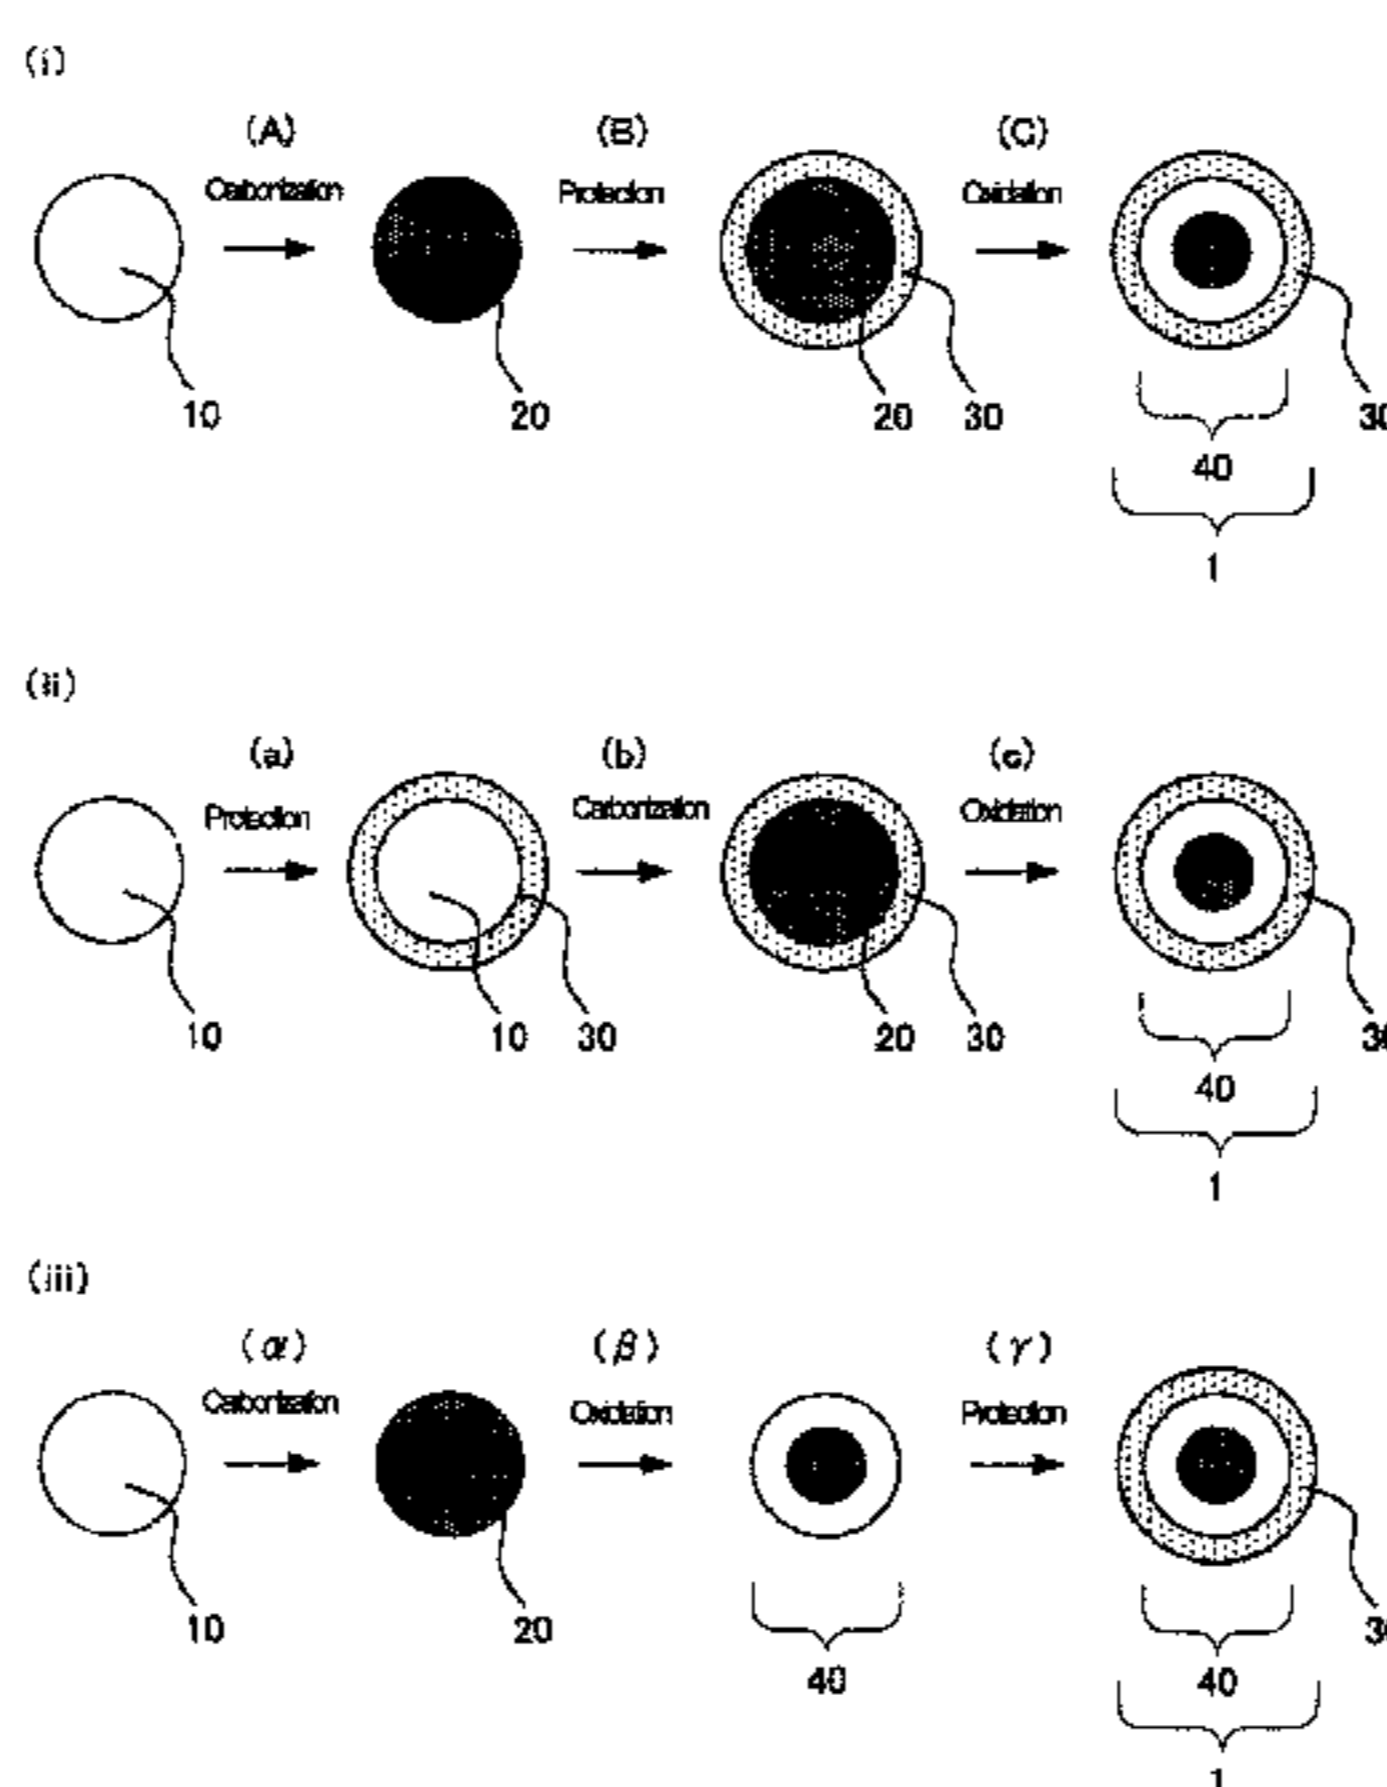 (i)
(A) (B) (C)
Carbonization Protection Oxidation
10 20 20 30 30
40
1
(ii)
(a) (b) (c)
Protection Carbonization Oxidation
10 10 30 20 30
40
1
(iii)
(α) (β) (γ)
Carbonization Oxidation Protection
10 20
40 40
1